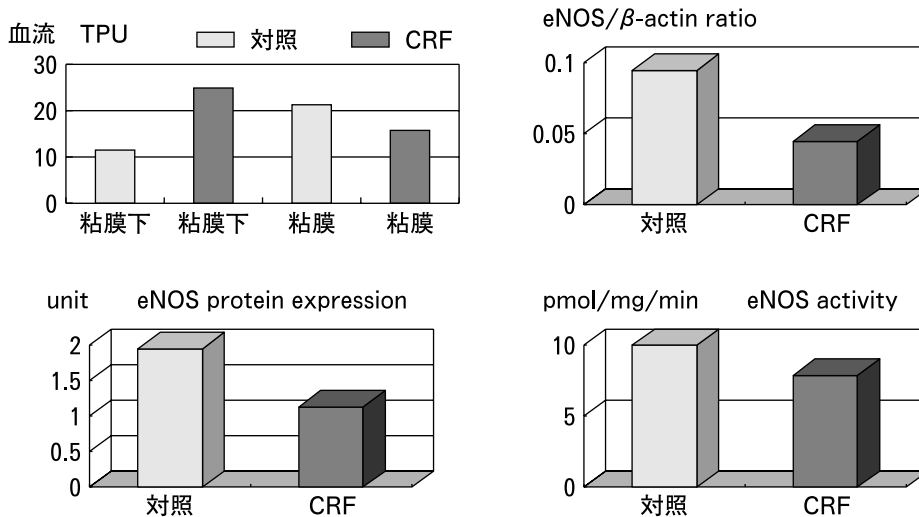 血流 TPU
対照
CRF
30
20
10
0
粘膜下 粘膜下 粘膜 粘膜
eNOS/β-actin ratio
0.1
0.05
0
対照 CRF
unit eNOS protein expression
2
1.5
1
0.5
0
対照 CRF
pmol/mg/min eNOS activity
10
5
0
対照 CRF